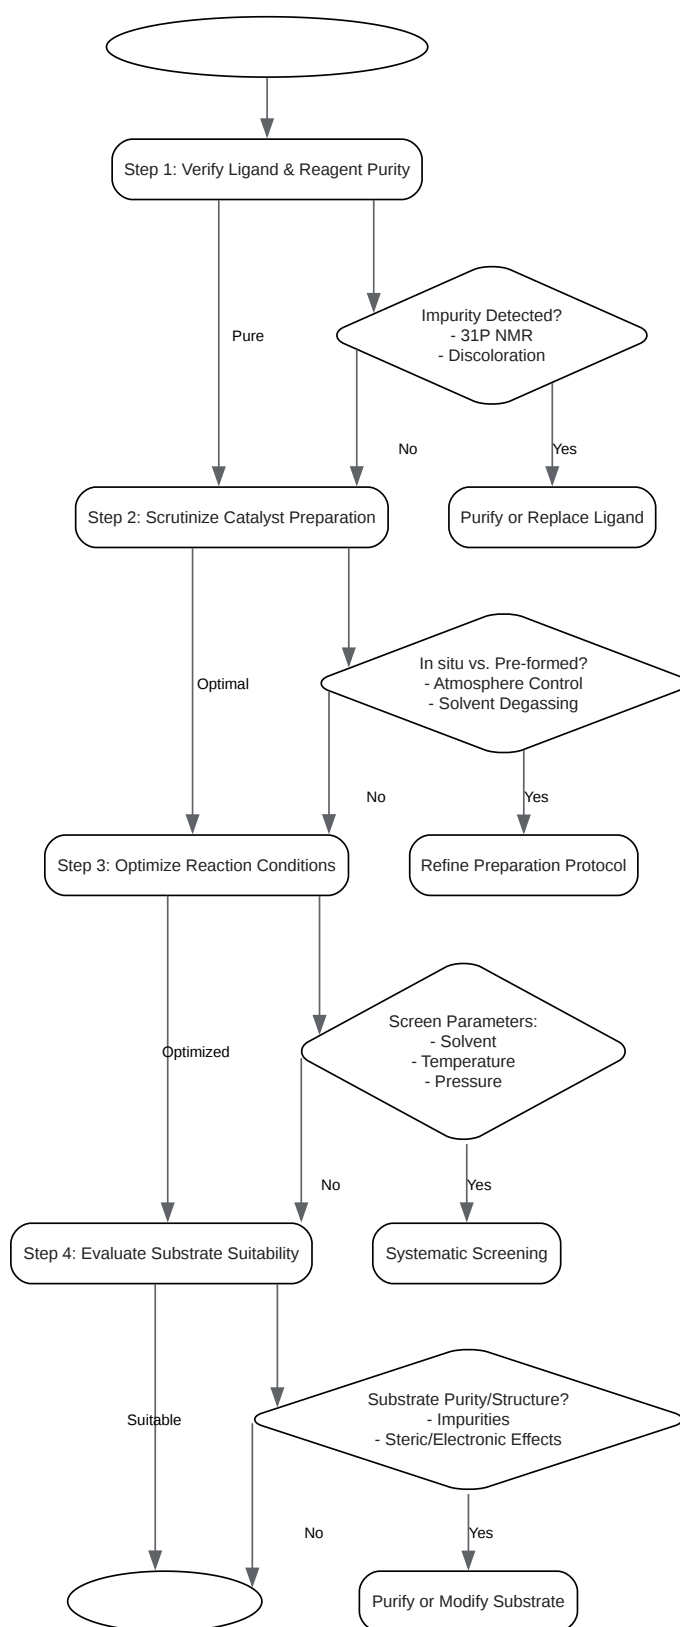 Step 1: Verify Ligand & Reagent Purity
Impurity Detected?
- 31P NMR
- Discoloration
Pure
No
Yes
Step 2: Scrutinize Catalyst Preparation
Purify or Replace Ligand
In situ vs. Pre-formed?
- Atmosphere Control
- Solvent Degassing
Optimal
No
Yes
Step 3: Optimize Reaction Conditions
Refine Preparation Protocol
Screen Parameters:
- Solvent
- Temperature
- Pressure
Optimized
No
Yes
Step 4: Evaluate Substrate Suitability
Systematic Screening
Substrate Purity/Structure?
- Impurities
- Steric/Electronic Effects
Suitable
No
Yes
Purify or Modify Substrate